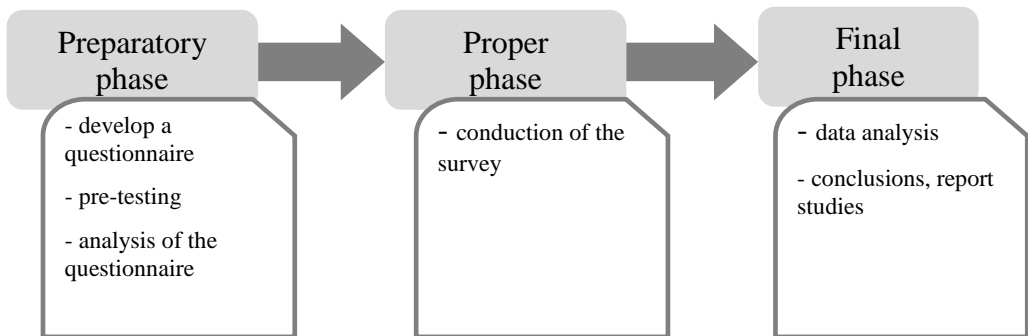 Preparatory
phase
- develop a
questionnaire
- pre-testing
- analysis of the
questionnaire
Proper
phase
- conduction of the
survey
Final
phase
- data analysis
- conclusions, report
studies